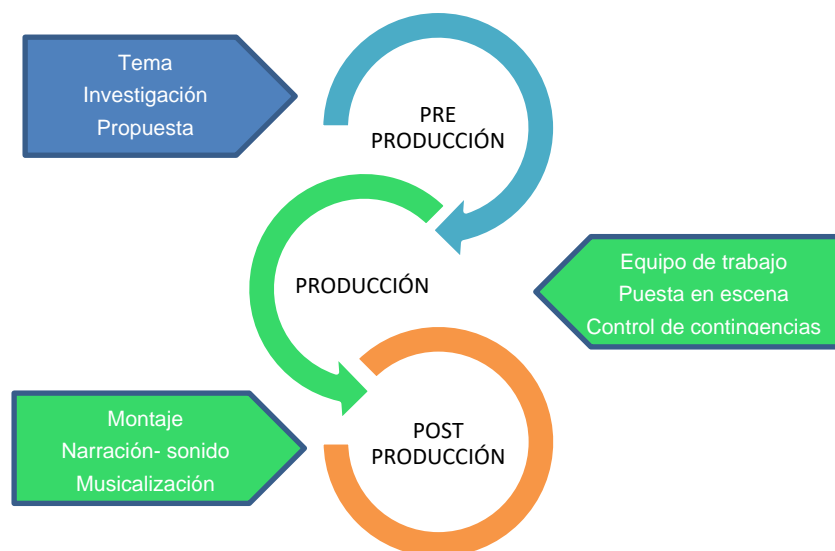 Tema
Investigación
Propuesta
PRE
PRODUCCIÓN
PRODUCCIÓN
Equipo de trabajo
Puesta en escena
Control de contingencias
Montaje
Narración- sonido
Musicalización
POST
PRODUCCIÓN